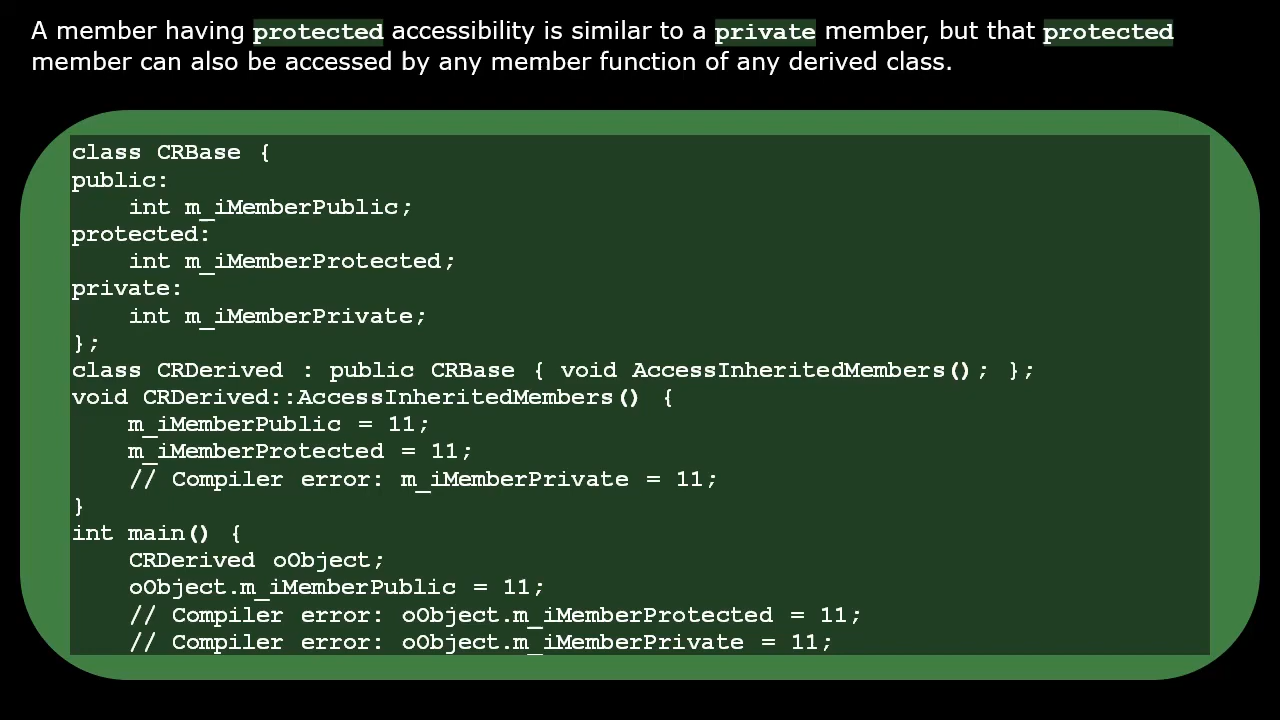 A member having protected accessibility is similar to a private member, but that protected
member can also be accessed by any member function of any derived class.
class CRBase {
public:
    int m_iMemberPublic;
protected:
    int m_iMemberProtected;
private:
    int m_iMemberPrivate;
};
class CRDerived : public CRBase { void AccessInheritedMembers(); };
void CRDerived::AccessInheritedMembers() {
    m_iMemberPublic = 11;
    m_iMemberProtected = 11;
    // Compiler error: m_iMemberPrivate = 11;
}
int main() {
    CRDerived oObject;
    oObject.m_iMemberPublic = 11;
    // Compiler error: oObject.m_iMemberProtected = 11;
    // Compiler error: oObject.m_iMemberPrivate = 11;